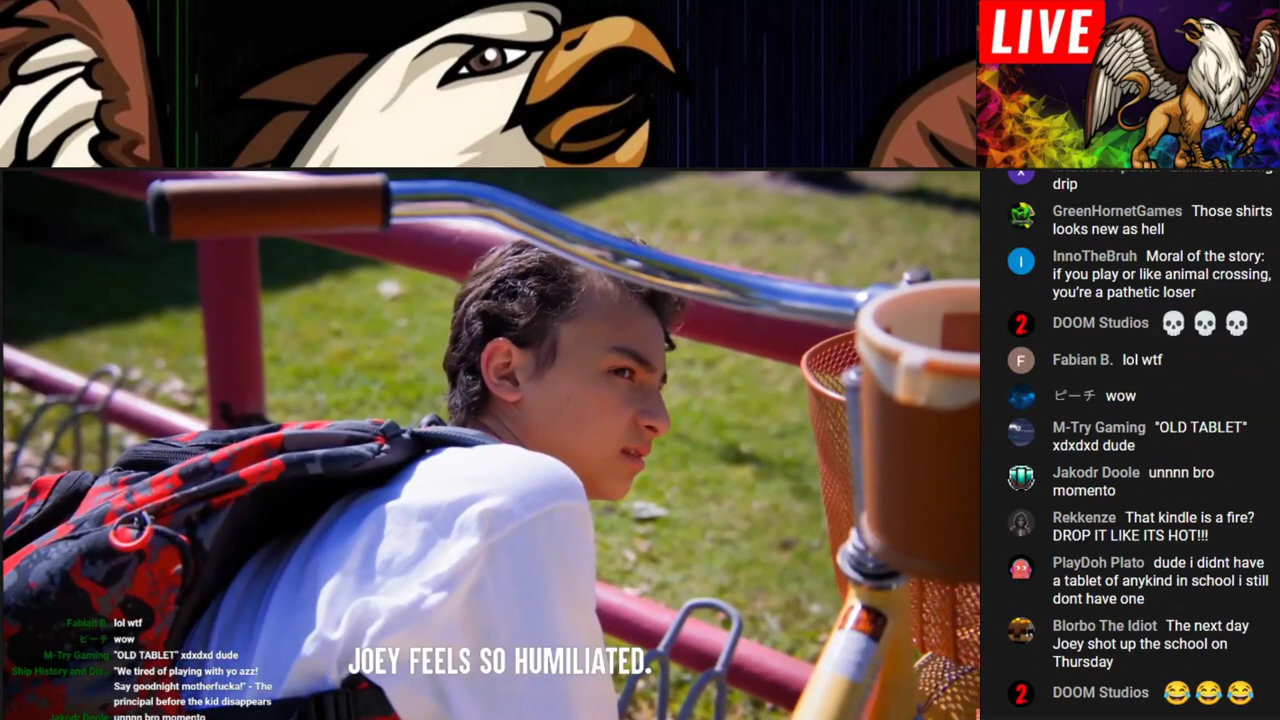 LIVE
drip
GreenHornetGames Those shirts
looks new as hell
InnoTheBruh Moral of the story:
if you play or like animal crossing,
you're a pathetic loser
DOOM Studios
Fabian B. lol wtf
ピーチ wow
M-Try Gaming "OLD TABLET"
xdxdxd dude
Jakodr Doole unnnn bro
momento
Rekkenze That kindle is a fire?
DROP IT LIKE ITS HOT!!!
PlayDoh Plato dude i didnt have
a tablet of anykind in school i still
dont have one
Blorbo The Idiot The next day
Joey shot up the school on
Thursday
DOOM Studios
Fabian B. lol wtf
ピーチ wow
M-Try Gaming "OLD TABLET" xdxdxd dude
Ship History and Dis... "We tired of playing with yo azz!
Say goodnight motherfucka!" - The
principal before the kid disappears
Jakodr Doole unnnn bro momento
JOEY FEELS SO HUMILIATED.